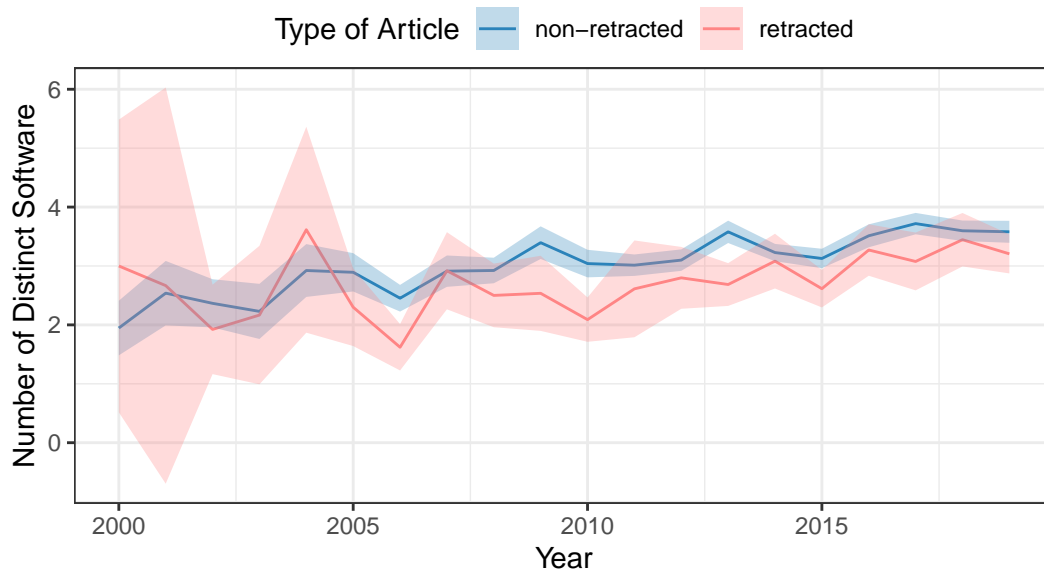 Type of Article non−retracted retracted
Number of Distinct Software
6
4
2
0
2000 2005 2010 2015
Year